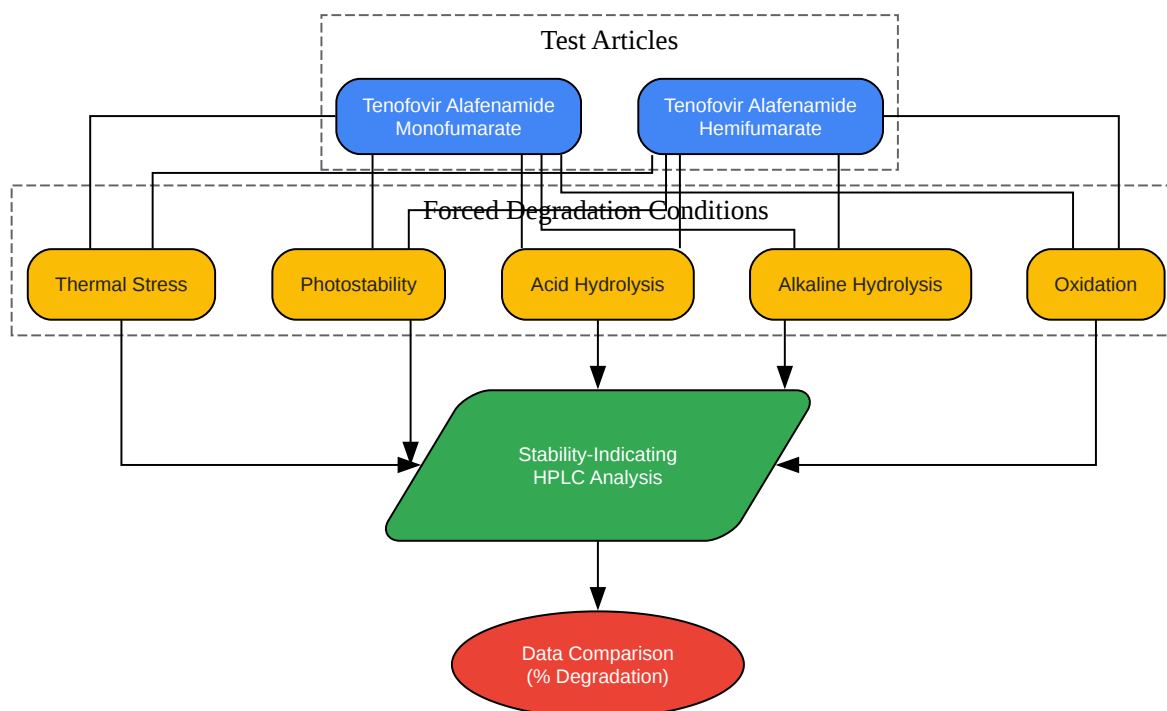 Test Articles
Tenofovir Alafenamide
Monofumarate
Tenofovir Alafenamide
Hemifumarate
Forced Degradation Conditions
Thermal Stress
Photostability
Acid Hydrolysis
Alkaline Hydrolysis
Oxidation
Stability-Indicating
HPLC Analysis
Data Comparison
(% Degradation)